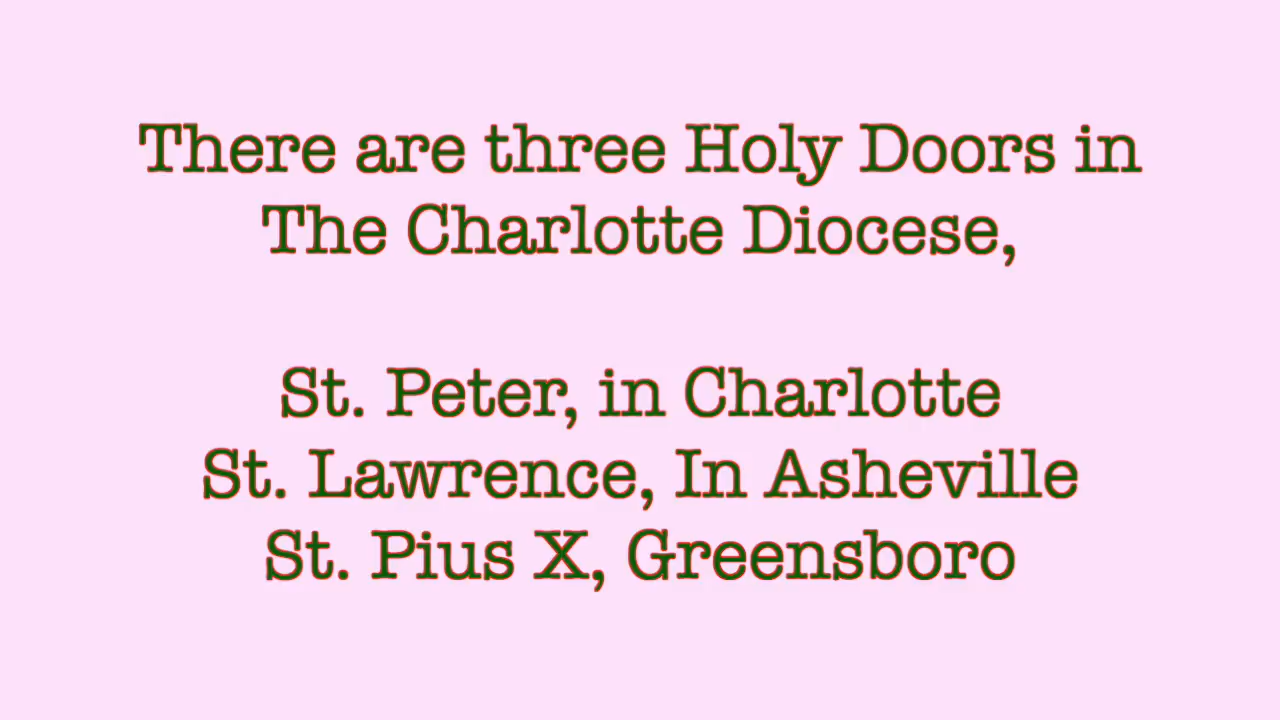 There are three Holy Doors in
The Charlotte Diocese,
St. Peter, in Charlotte
St. Lawrence, In Asheville
St. Pius X, Greensboro